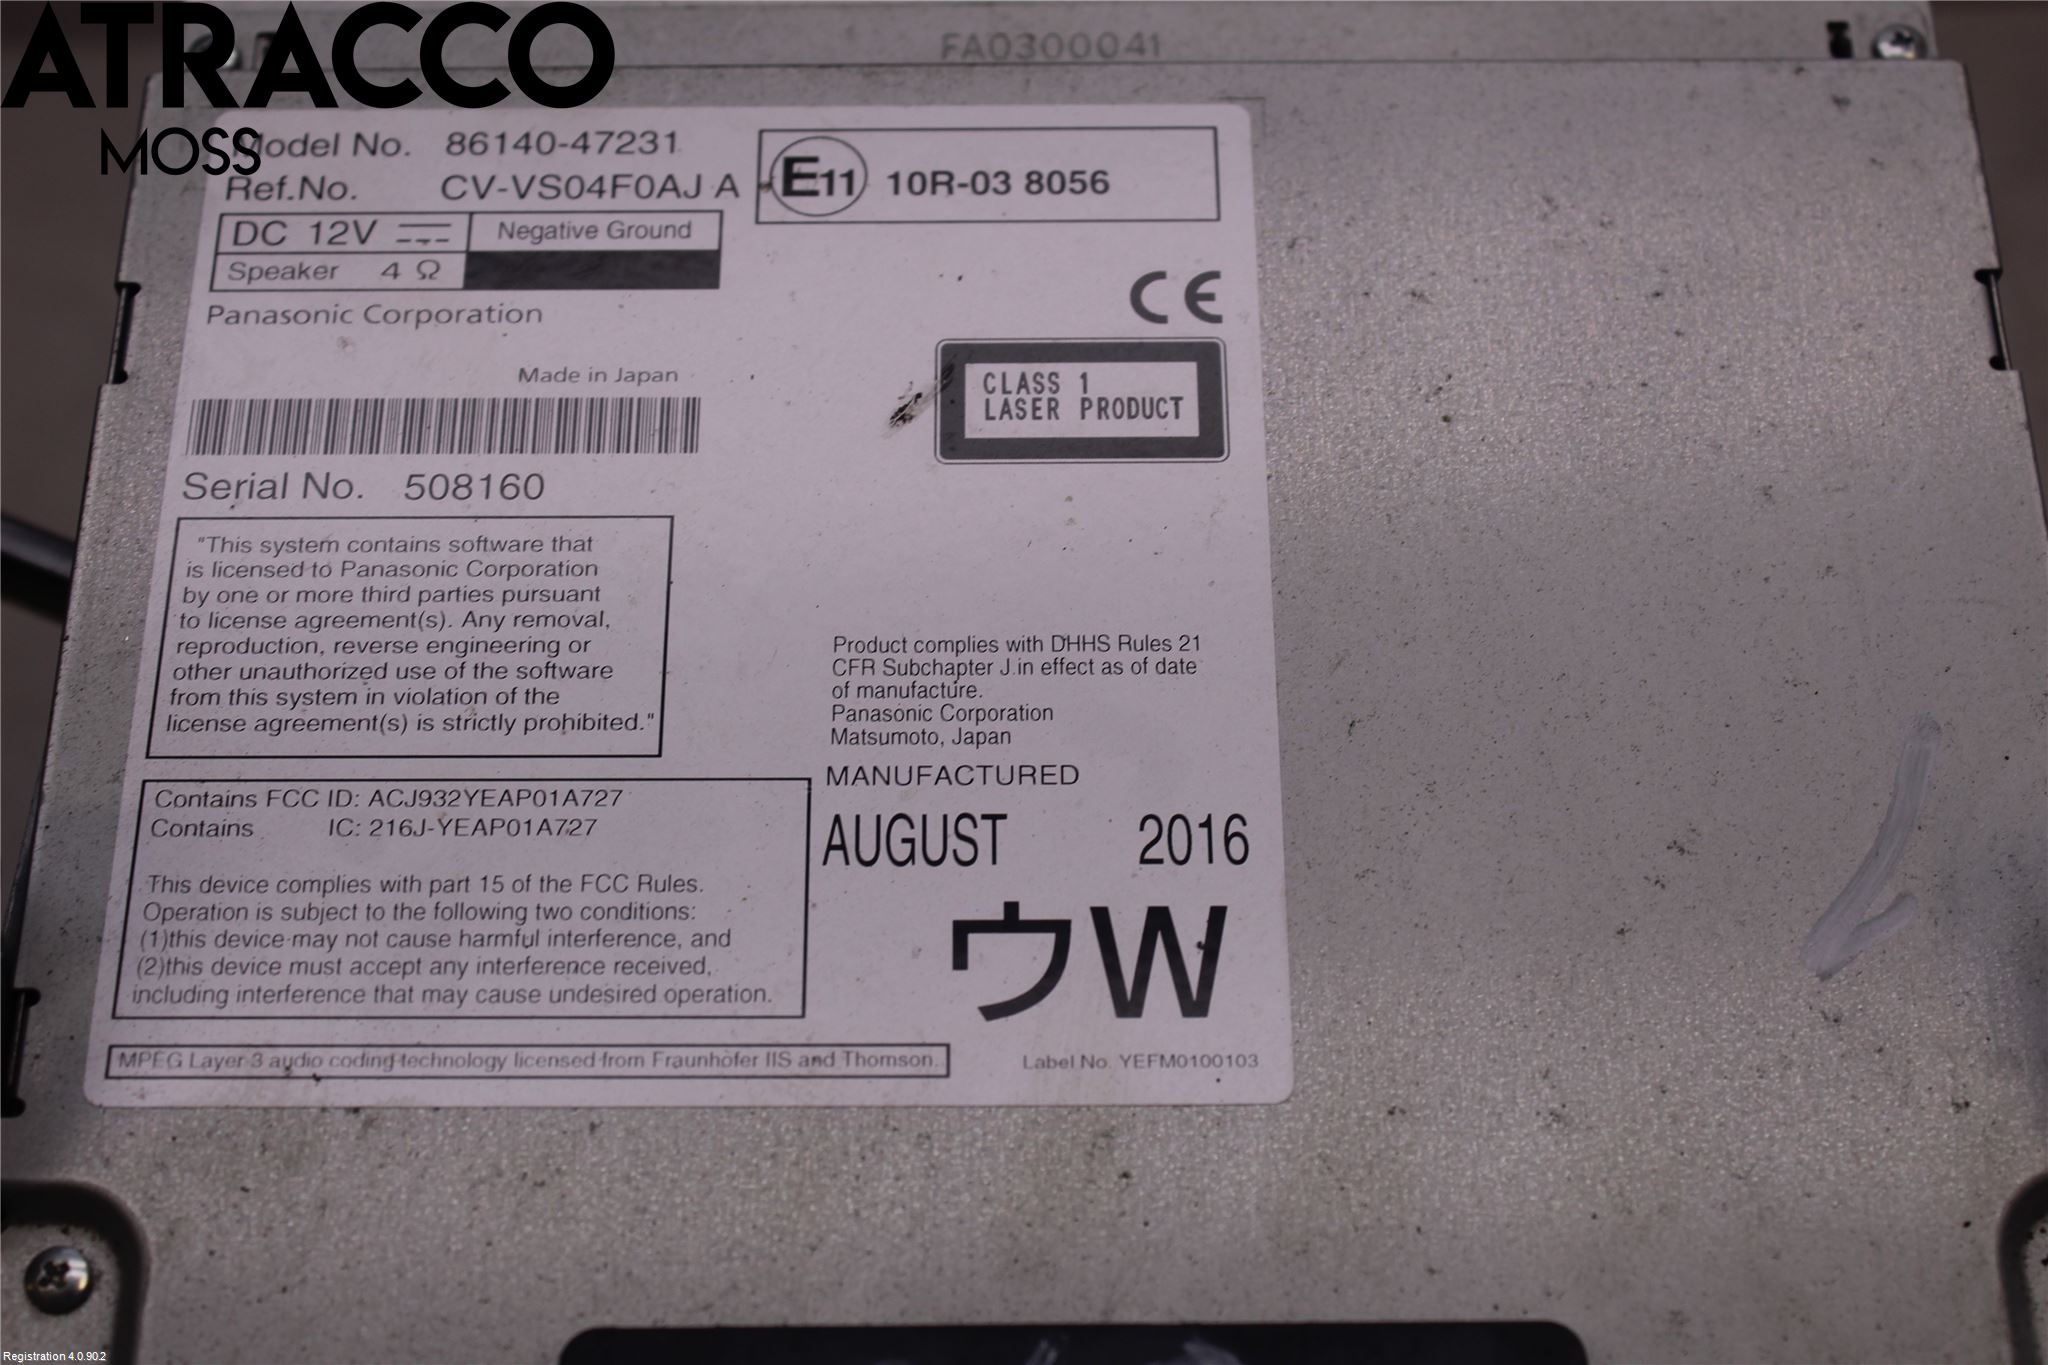 ATRACCO
MOSS
FA0300041
Model No. 86140-47231
Ref.No. CV-VS04F0AJ A
E11 10R-03 8056
DC 12V Negative Ground
Speaker 4 Ω
Panasonic Corporation
CE
Made in Japan
CLASS 1
LASER PRODUCT
Serial No. 508160
"This system contains software that
is licensed to Panasonic Corporation
by one or more third parties pursuant
to license agreement(s). Any removal,
reproduction, reverse engineering or
other unauthorized use of the software
from this system in violation of the
license agreement(s) is strictly prohibited."
Product complies with DHHS Rules 21
CFR Subchapter J in effect as of date
of manufacture.
Panasonic Corporation
Matsumoto, Japan
MANUFACTURED
AUGUST 2016
ウW
Contains FCC ID: ACJ932YEAP01A727
Contains IC: 216J-YEAP01A727
This device complies with part 15 of the FCC Rules.
Operation is subject to the following two conditions:
(1)this device may not cause harmful interference, and
(2)this device must accept any interference received,
including interference that may cause undesired operation.
MPEG Layer-3 audio coding technology licensed from Fraunhofer IIS and Thomson.
Label No. YEFM0100103
Registration 4.0.90.2